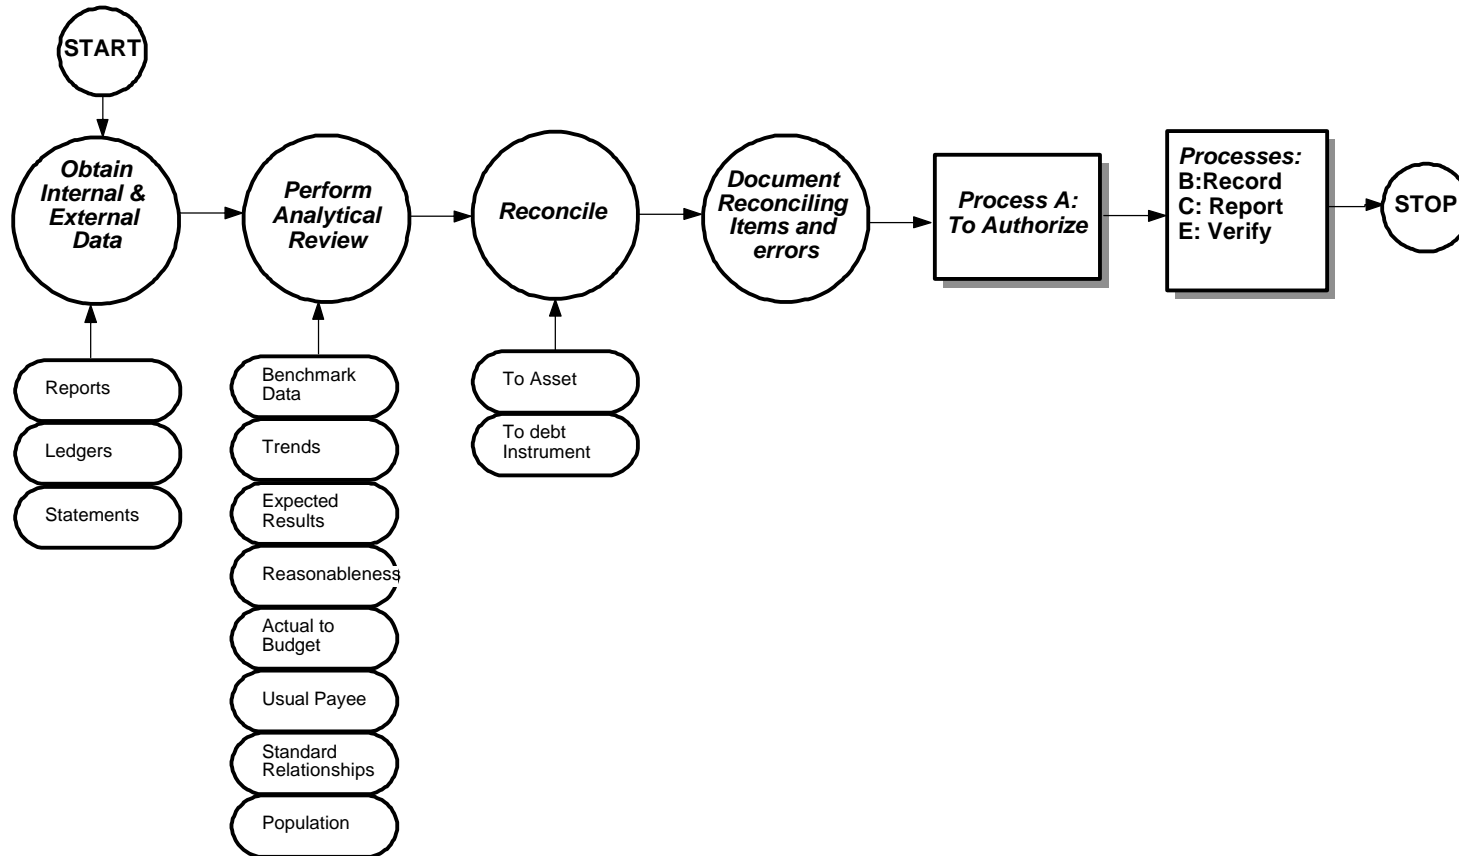 START
Obtain
Internal &
External
Data
Perform
Analytical
Review
Reconcile
Document
Reconciling
Items and
errors
Process A:
To Authorize
Processes:
B:Record
C: Report
E: Verify
STOP
Reports
Ledgers
Statements
Benchmark
Data
Trends
Expected
Results
Reasonableness
Actual to
Budget
Usual Payee
Standard
Relationships
Population
To Asset
To debt
Instrument